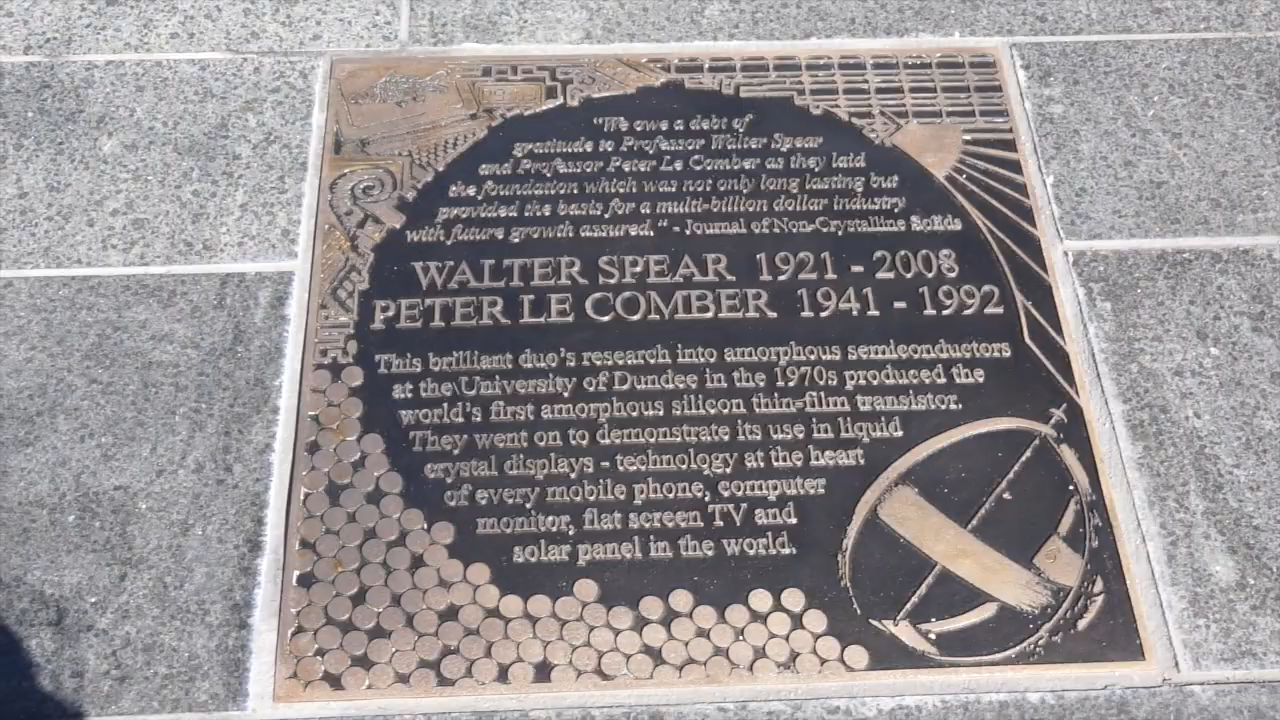 "We owe a debt of
gratitude to Professor Walter Spear
and Professor Peter Le Comber as they laid
the foundation which was not only long lasting but
provided the basis for a multi-billion dollar industry
with future growth assured." - Journal of Non-Crystalline Solids
WALTER SPEAR 1921 - 2008
PETER LE COMBER 1941 - 1992
This brilliant duo's research into amorphous semiconductors
at the University of Dundee in the 1970s produced the
world's first amorphous silicon thin-film transistor.
They went on to demonstrate its use in liquid
crystal displays - technology at the heart
of every mobile phone, computer
monitor, flat screen TV and
solar panel in the world.